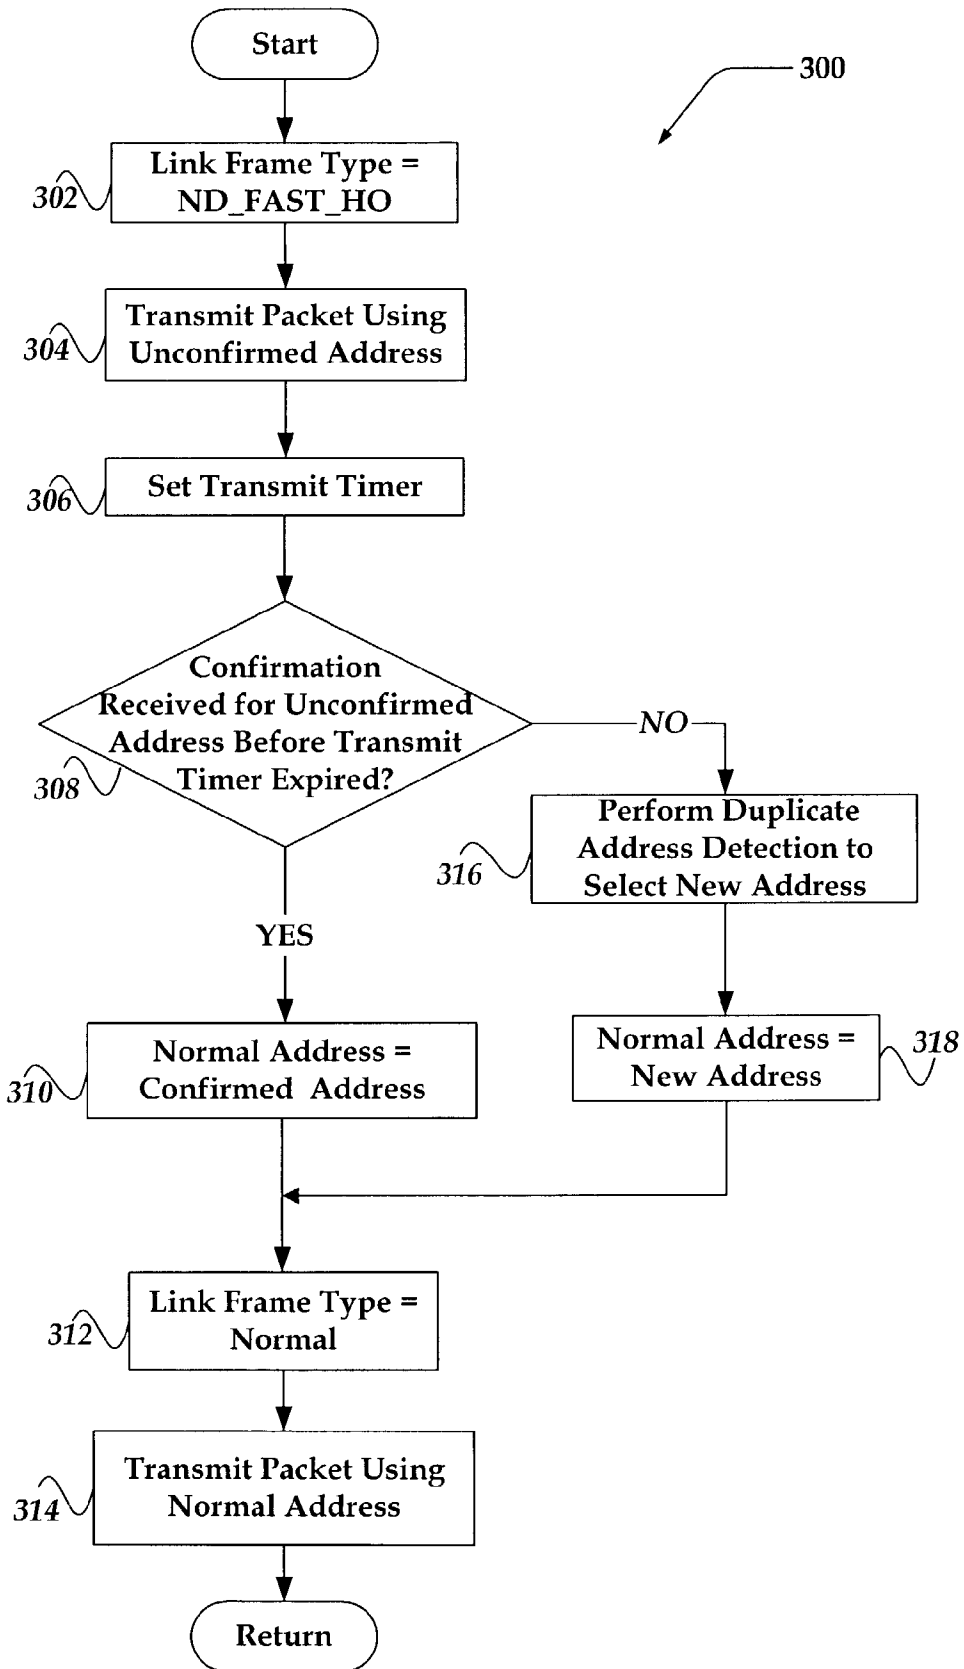 Start
300
Link Frame Type =
ND_FAST_HO
302
Transmit Packet Using
Unconfirmed Address
304
Set Transmit Timer
306
Confirmation
Received for Unconfirmed
Address Before Transmit
Timer Expired?
308
NO
Perform Duplicate
Address Detection to
Select New Address
316
YES
Normal Address =
Confirmed Address
310
Normal Address =
New Address
318
Link Frame Type =
Normal
312
Transmit Packet Using
Normal Address
314
Return